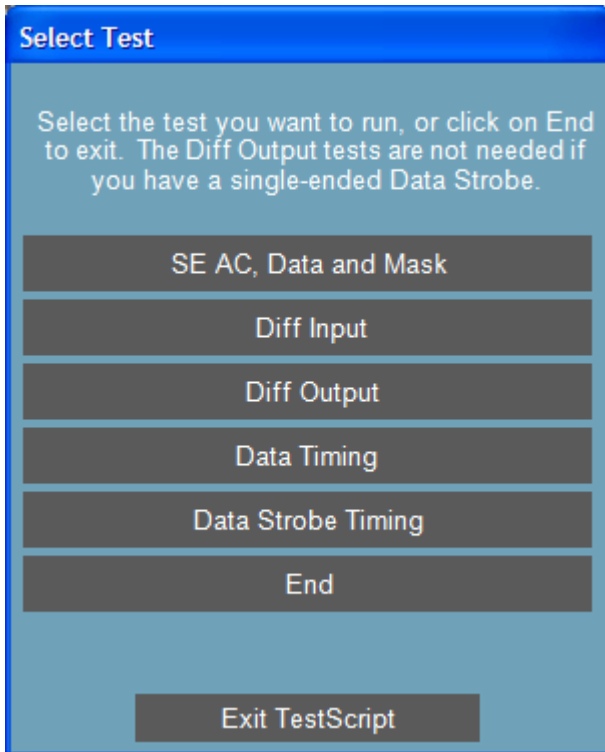 Select Test
Select the test you want to run, or click on End
to exit.  The Diff Output tests are not needed if
you have a single-ended Data Strobe.
SE AC, Data and Mask
Diff Input
Diff Output
Data Timing
Data Strobe Timing
End
Exit TestScript